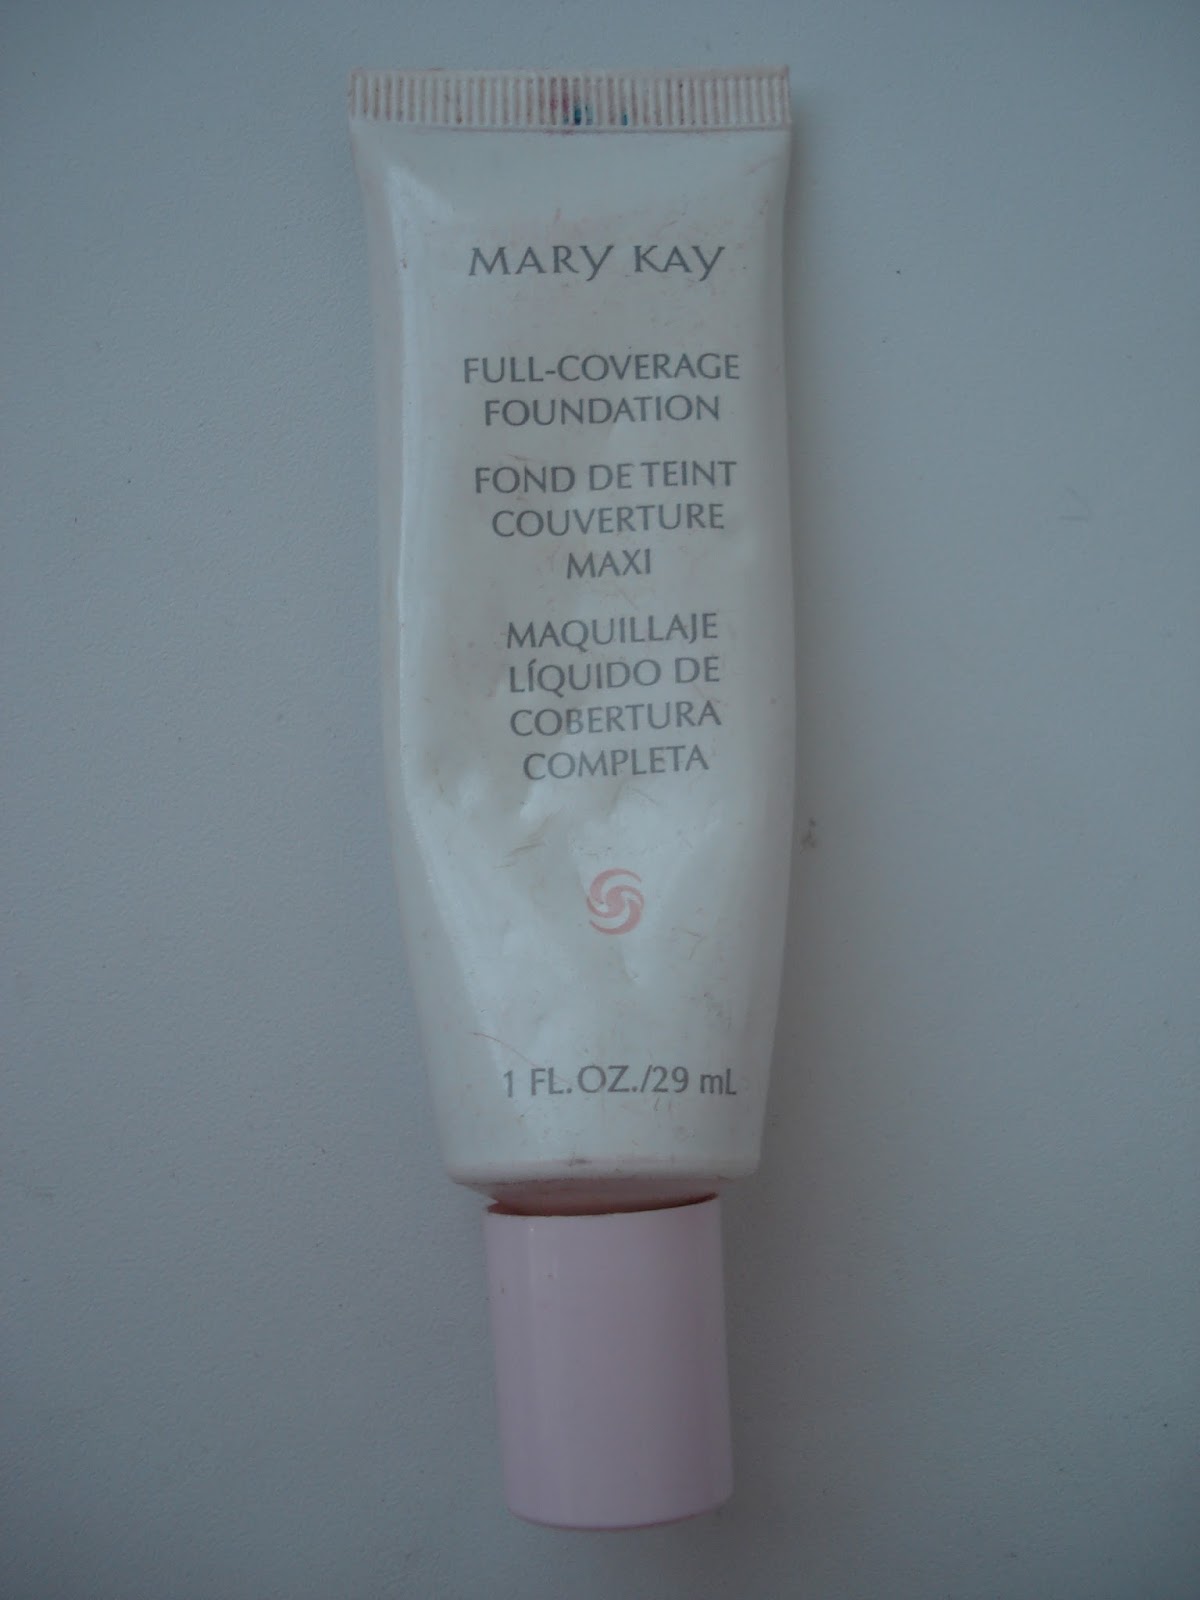 MARY KAY
FULL-COVERAGE
FOUNDATION
FOND DE TEINT
COUVERTURE
MAXI
MAQUILLAJE
LÍQUIDO DE
COBERTURA
COMPLETA
1 FL.OZ./29 mL